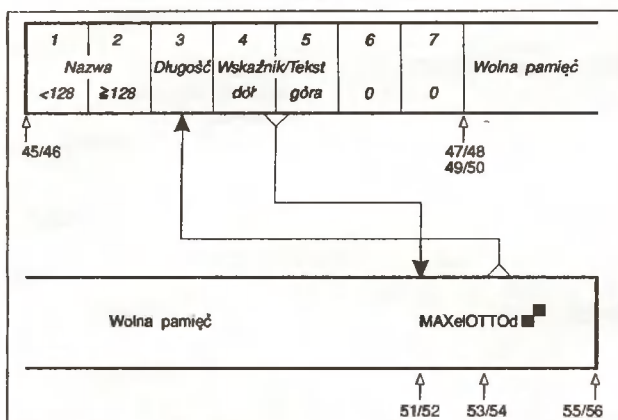 1 2 3 4 5 6 7
Nazwa Długość Wskaźnik/Tekst Wolna pamięć
<128 ≧128 dół góra 0 0
45/46 47/48
49/50
Wolna pamięć MAXelOTTOd
51/52 53/54 55/56